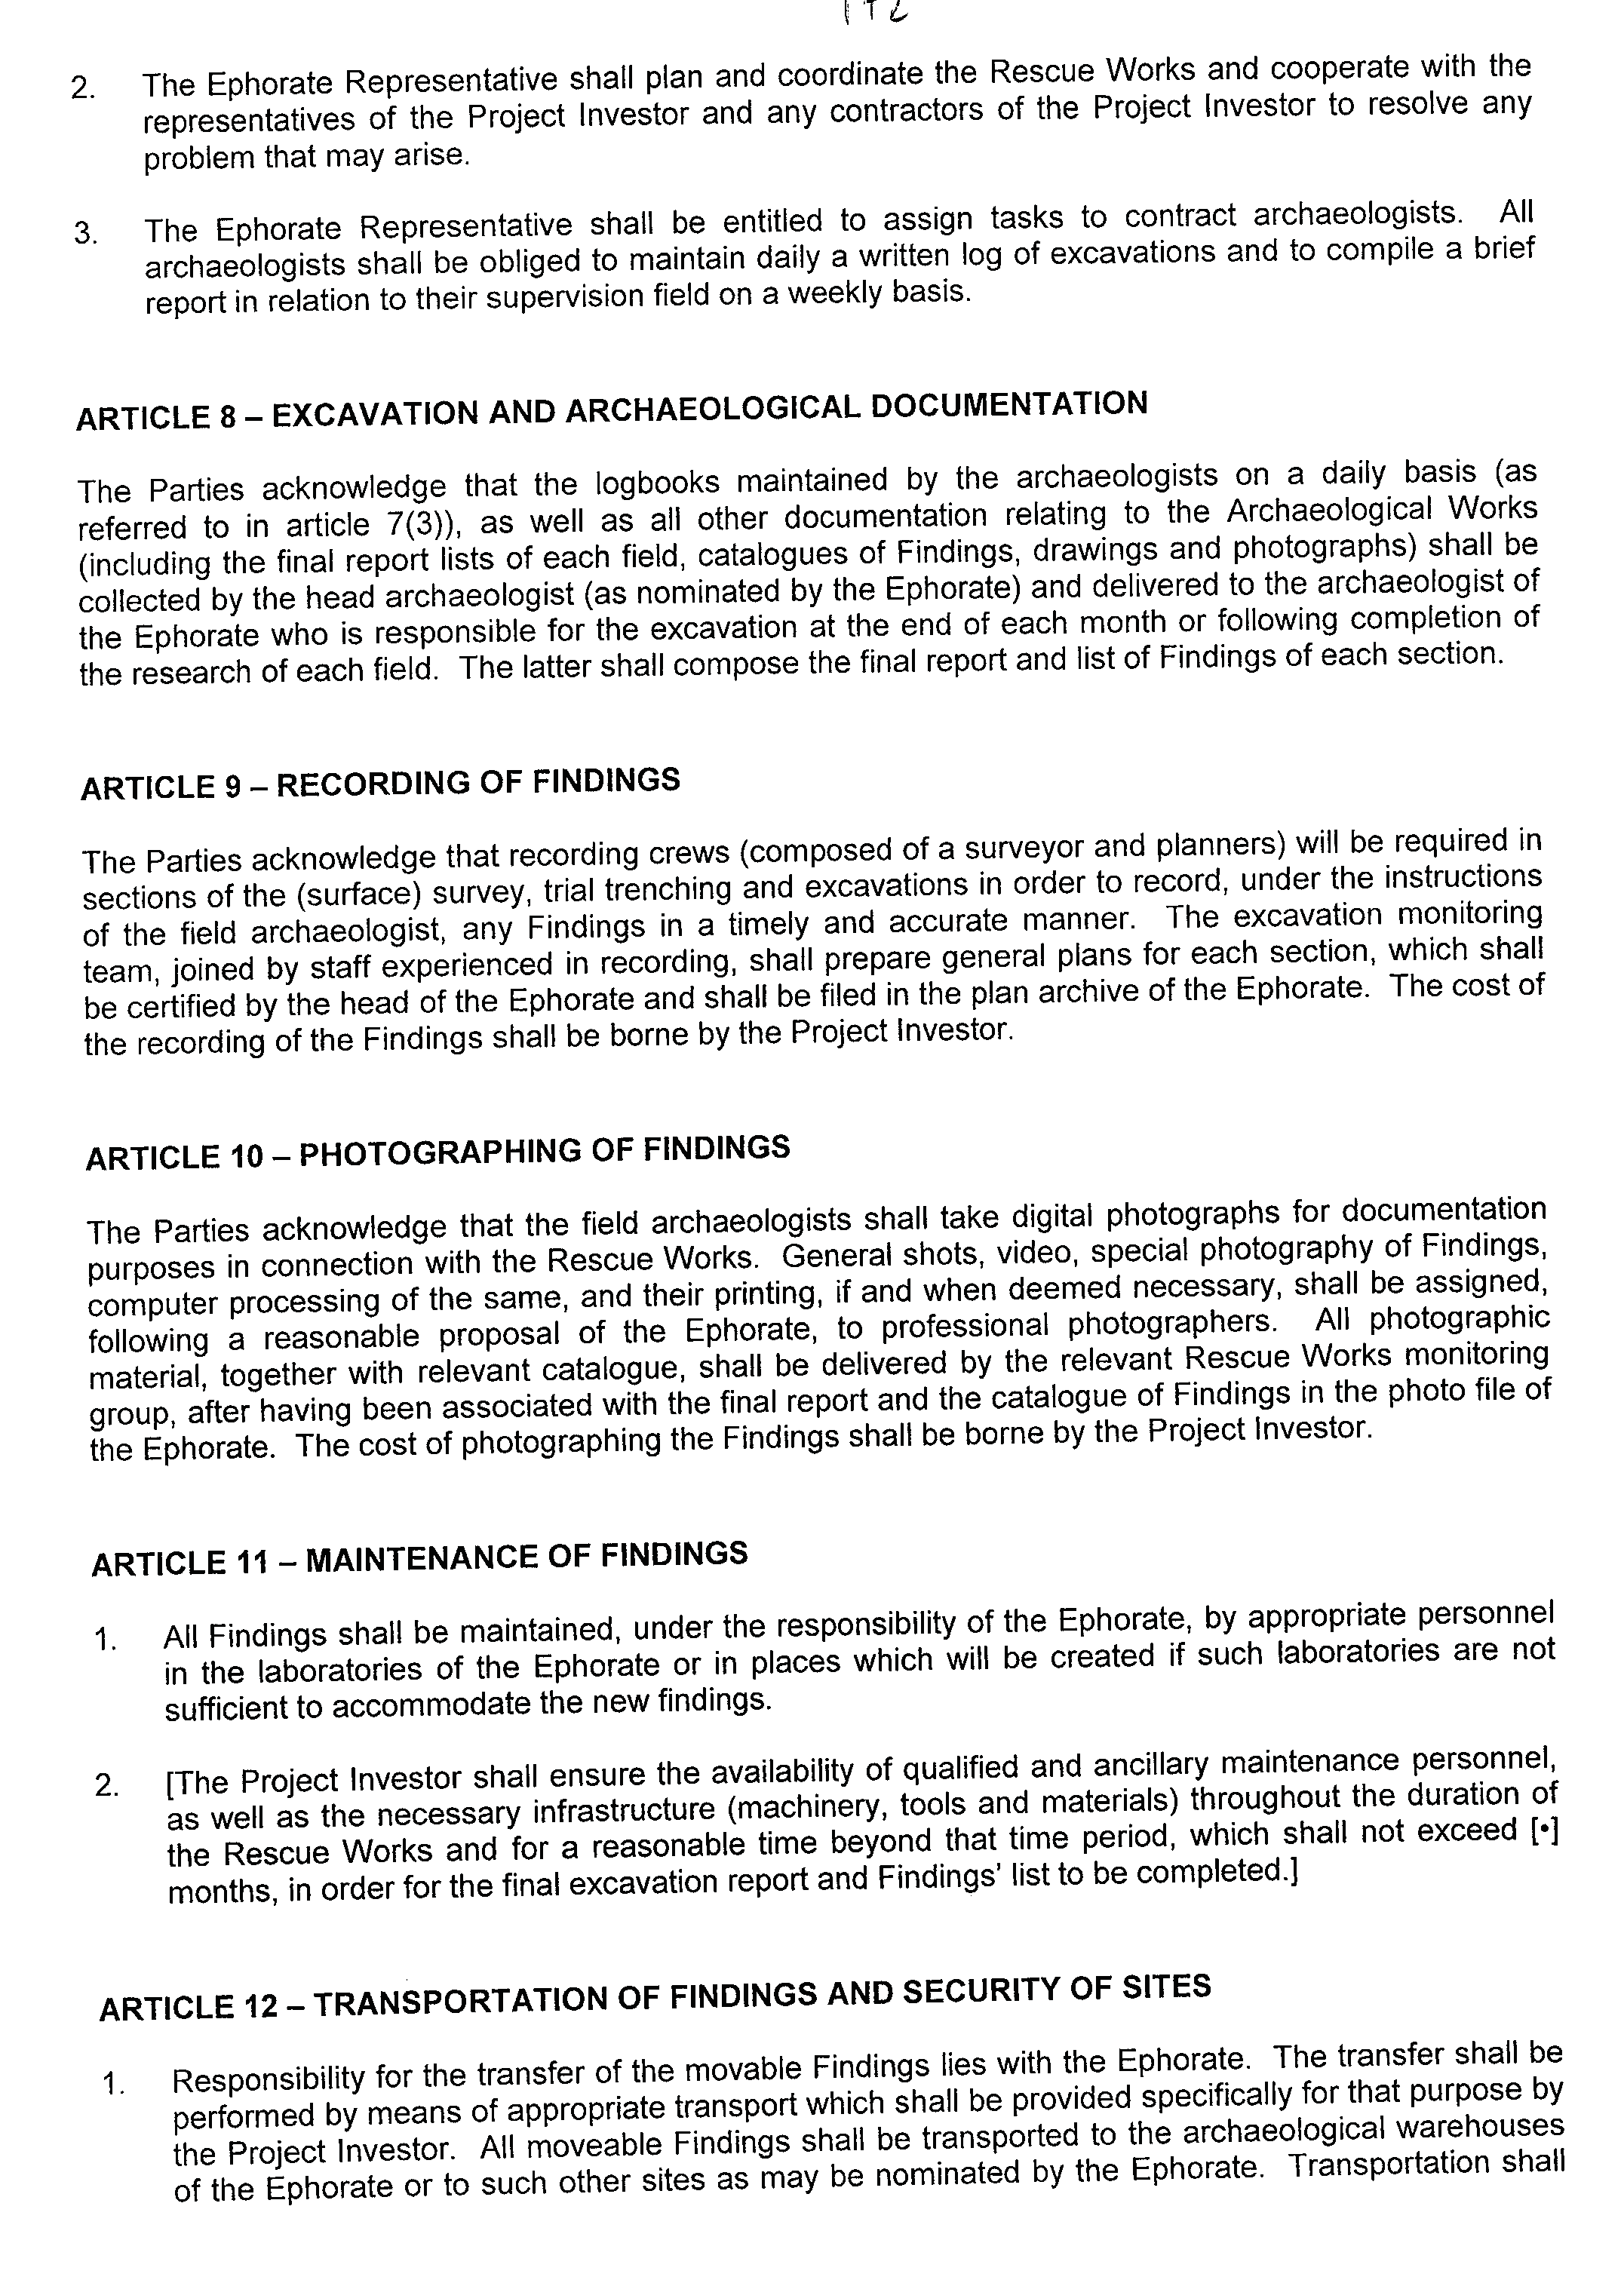 2. The Ephorate Representative shall plan and coordinate the Rescue Works and cooperate with the
representatives of the Project Investor and any contractors of the Project Investor to resolve any
problem that may arise.
3. The Ephorate Representative shall be entitled to assign tasks to contract archaeologists. All
archaeologists shall be obliged to maintain daily a written log of excavations and to compile a brief
report in relation to their supervision field on a weekly basis.
ARTICLE 8 – EXCAVATION AND ARCHAEOLOGICAL DOCUMENTATION
The Parties acknowledge that the logbooks maintained by the archaeologists on a daily basis (as
referred to in article 7(3)), as well as all other documentation relating to the Archaeological Works
(including the final report lists of each field, catalogues of Findings, drawings and photographs) shall be
collected by the head archaeologist (as nominated by the Ephorate) and delivered to the archaeologist of
the Ephorate who is responsible for the excavation at the end of each month or following completion of
the research of each field. The latter shall compose the final report and list of Findings of each section.
ARTICLE 9 – RECORDING OF FINDINGS
The Parties acknowledge that recording crews (composed of a surveyor and planners) will be required in
sections of the (surface) survey, trial trenching and excavations in order to record, under the instructions
of the field archaeologist, any Findings in a timely and accurate manner. The excavation monitoring
team, joined by staff experienced in recording, shall prepare general plans for each section, which shall
be certified by the head of the Ephorate and shall be filed in the plan archive of the Ephorate. The cost of
the recording of the Findings shall be borne by the Project Investor.
ARTICLE 10 – PHOTOGRAPHING OF FINDINGS
The Parties acknowledge that the field archaeologists shall take digital photographs for documentation
purposes in connection with the Rescue Works. General shots, video, special photography of Findings,
computer processing of the same, and their printing, if and when deemed necessary, shall be assigned,
following a reasonable proposal of the Ephorate, to professional photographers. All photographic
material, together with relevant catalogue, shall be delivered by the relevant Rescue Works monitoring
group, after having been associated with the final report and the catalogue of Findings in the photo file of
the Ephorate. The cost of photographing the Findings shall be borne by the Project Investor.
ARTICLE 11 – MAINTENANCE OF FINDINGS
1. All Findings shall be maintained, under the responsibility of the Ephorate, by appropriate personnel
in the laboratories of the Ephorate or in places which will be created if such laboratories are not
sufficient to accommodate the new findings.
2. [The Project Investor shall ensure the availability of qualified and ancillary maintenance personnel,
as well as the necessary infrastructure (machinery, tools and materials) throughout the duration of
the Rescue Works and for a reasonable time beyond that time period, which shall not exceed [•]
months, in order for the final excavation report and Findings' list to be completed.]
ARTICLE 12 – TRANSPORTATION OF FINDINGS AND SECURITY OF SITES
1. Responsibility for the transfer of the movable Findings lies with the Ephorate. The transfer shall be
performed by means of appropriate transport which shall be provided specifically for that purpose by
the Project Investor. All moveable Findings shall be transported to the archaeological warehouses
of the Ephorate or to such other sites as may be nominated by the Ephorate. Transportation shall